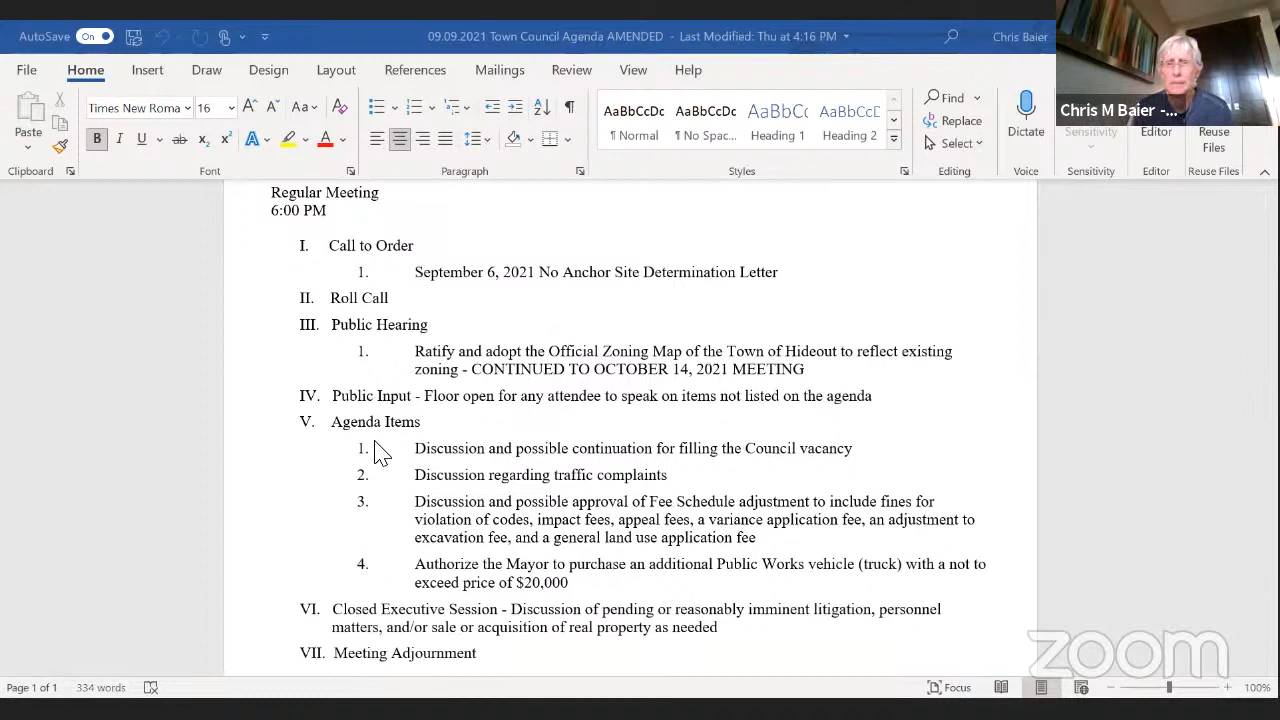 AutoSave On 09.09.2021 Town Council Agenda AMENDED - Last Modified: Thu at 4:16 PM Chris Baier
File Home Insert Draw Design Layout References Mailings Review View Help
Times New Roma 16 Aa
AaBbCcDc AaBbCcDc AaBbCc AaBbCcD
Find
Replace
Select
Paste
B I U ab x₂ x² A A
¶ Normal ¶ No Spac... Heading 1 Heading 2
Dictate Sensitivity Editor Reuse Files
Clipboard Font Paragraph Styles Editing Voice Sensitivity Editor Reuse Files
Chris M Baier -...
Regular Meeting
6:00 PM
I. Call to Order
1. September 6, 2021 No Anchor Site Determination Letter
II. Roll Call
III. Public Hearing
1. Ratify and adopt the Official Zoning Map of the Town of Hideout to reflect existing
zoning - CONTINUED TO OCTOBER 14, 2021 MEETING
IV. Public Input - Floor open for any attendee to speak on items not listed on the agenda
V. Agenda Items
1. Discussion and possible continuation for filling the Council vacancy
2. Discussion regarding traffic complaints
3. Discussion and possible approval of Fee Schedule adjustment to include fines for
violation of codes, impact fees, appeal fees, a variance application fee, an adjustment to
excavation fee, and a general land use application fee
4. Authorize the Mayor to purchase an additional Public Works vehicle (truck) with a not to
exceed price of $20,000
VI. Closed Executive Session - Discussion of pending or reasonably imminent litigation, personnel
matters, and/or sale or acquisition of real property as needed
VII. Meeting Adjournment
zoom
Page 1 of 1 334 words Focus 100%